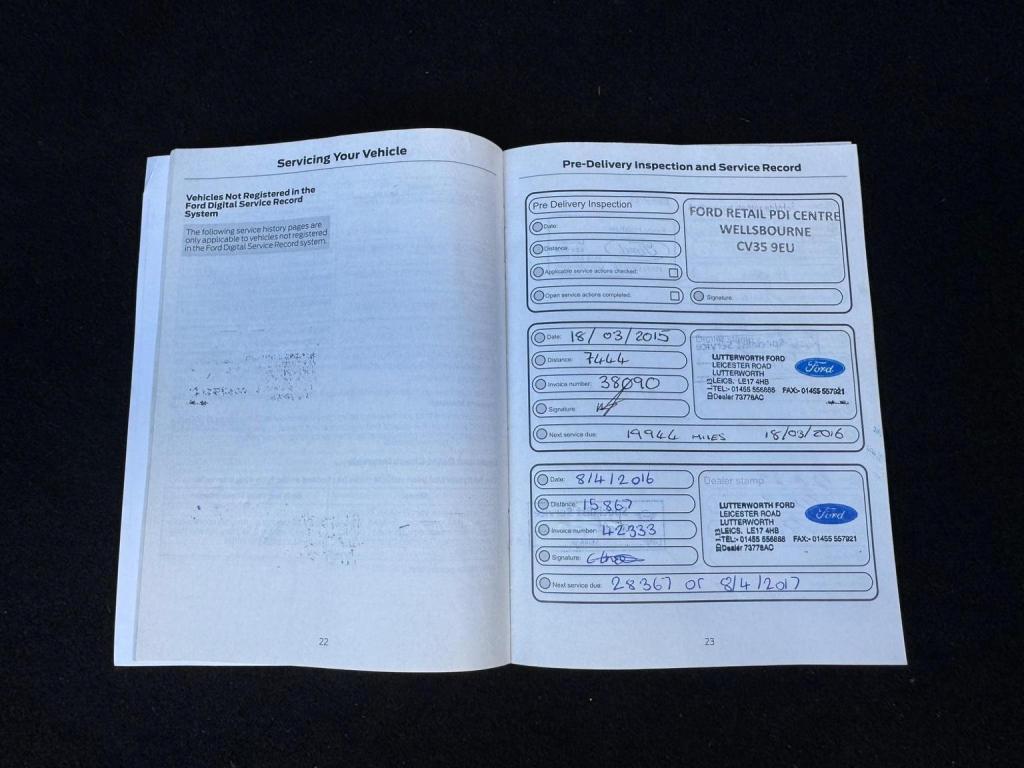 Servicing Your Vehicle
Vehicles Not Registered in the
Ford Digital Service Record
System
The following service history pages are
only applicable to vehicles not registered
in the Ford Digital Service Record system.
22
Pre-Delivery Inspection and Service Record
Pre Delivery Inspection
Date:
Distance:
Applicable service actions checked:
Open service actions completed:
FORD RETAIL PDI CENTRE
WELLSBOURNE
CV35 9EU
Signature:
Date: 18/03/2015
Distance: 7444
Invoice number: 38090
Signature:
LUTTERWORTH FORD
LEICESTER ROAD
LUTTERWORTH
LEICS. LE17 4HB
TEL:- 01455 556688 FAX:- 01455 557921
Dealer 73778AC
Ford
Next service due: 19944 MILES 18/03/2016
Date: 8/4/2016
Distance: 15867
Invoice number: 42333
Signature:
Dealer stamp
LUTTERWORTH FORD
LEICESTER ROAD
LUTTERWORTH
LEICS. LE17 4HB
TEL:- 01455 556688 FAX:- 01455 557921
Dealer 73778AC
Ford
Next service due: 28367 or 8/4/2017
23